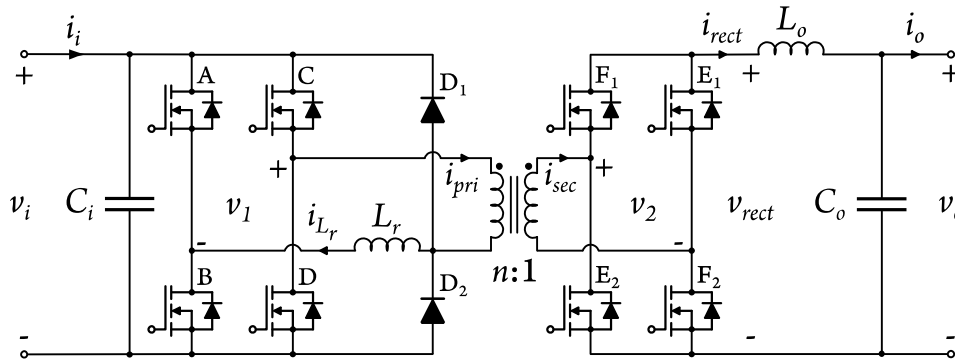 i_i
i_rect
L_o
i_o
+
A
C
D_1
F_1
E_1
+
+
+
+
i_pri
i_sec
v_i
C_i
v_1
i_Lr
L_r
v_2
v_rect
C_o
-
-
B
D
D_2
n:1
E_2
F_2
-
-
-